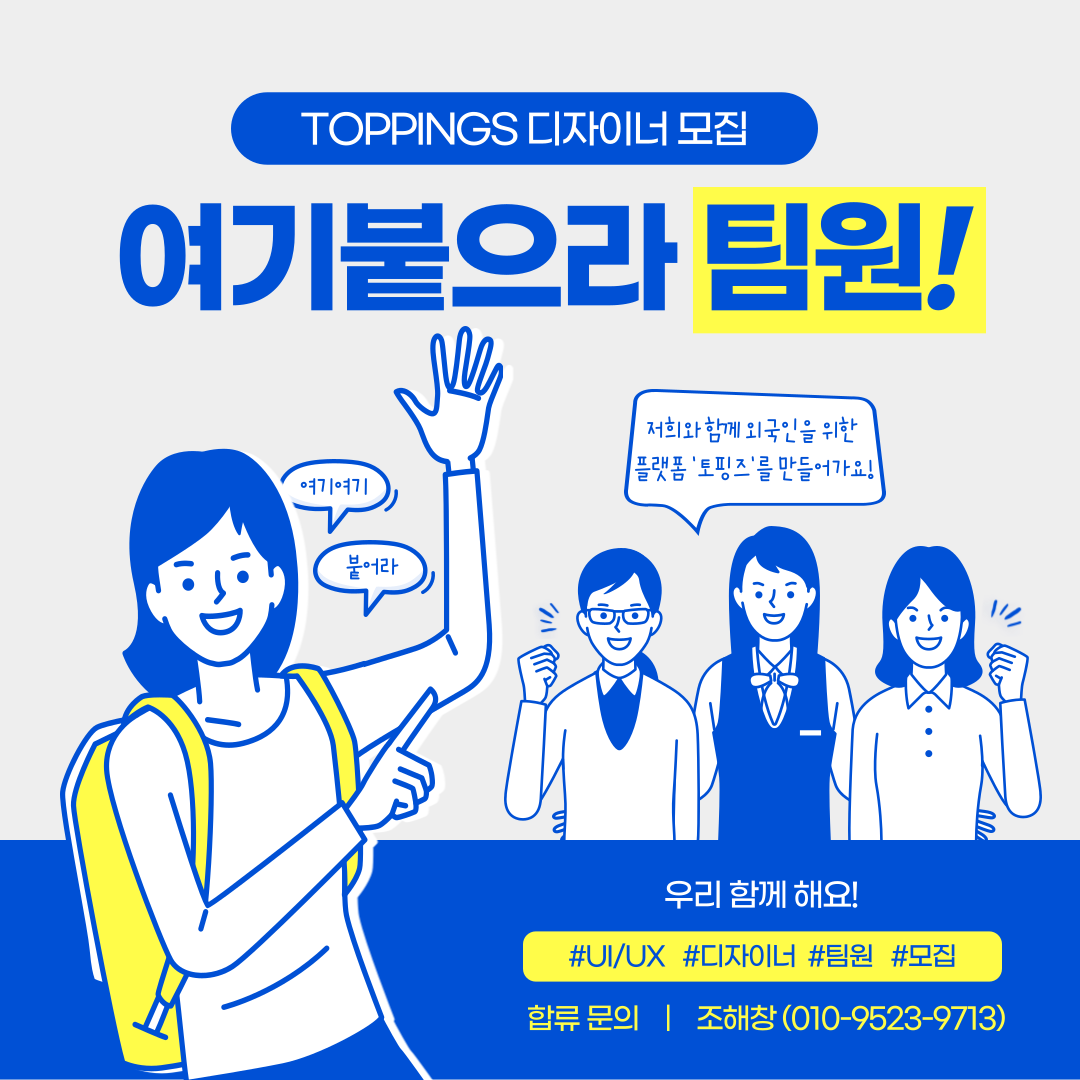 TOPPINGS 디자이너 모집
여기붙으라 팀원!
여기여기
붙어라
저희와 함께 외국인을 위한
플랫폼 '토핑즈'를 만들어가요!
우리 함께 해요!
#UI/UX #디자이너 #팀원 #모집
합류 문의 | 조해창 (010-9523-9713)